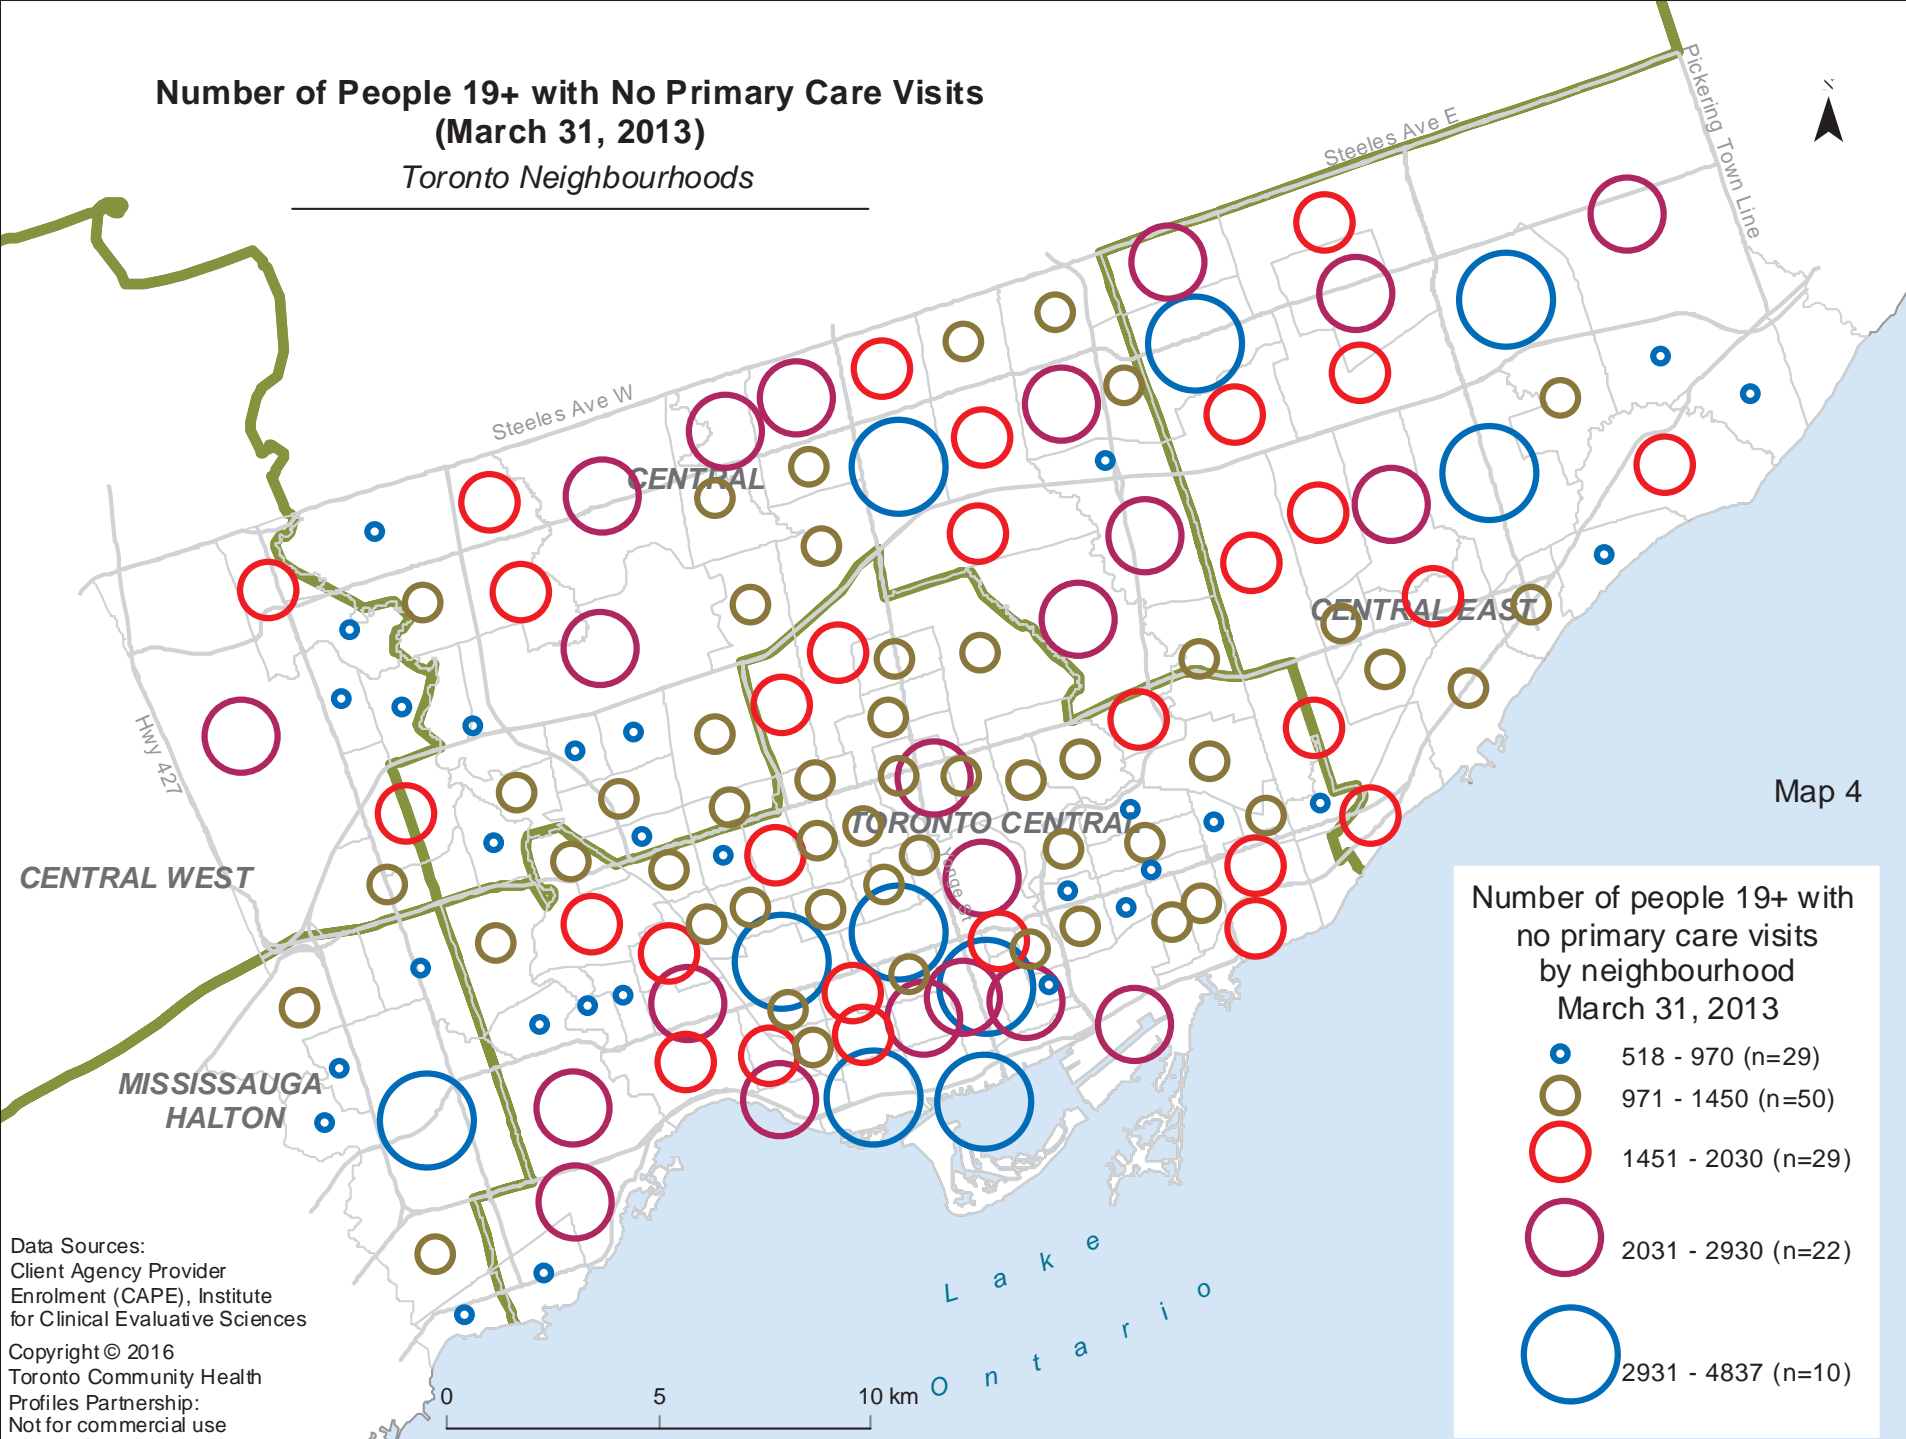 Number of People 19+ with No Primary Care Visits
(March 31, 2013)
Toronto Neighbourhoods
N
Pickering Town Line
Steeles Ave E
Steeles Ave W
CENTRAL
CENTRAL EAST
Hwy 427
Map 4
TORONTO CENTRAL
Yonge St
CENTRAL WEST
MISSISSAUGA
HALTON
Number of people 19+ with
no primary care visits
by neighbourhood
March 31, 2013
518 - 970 (n=29)
971 - 1450 (n=50)
1451 - 2030 (n=29)
2031 - 2930 (n=22)
2931 - 4837 (n=10)
Lake
Ontario
Data Sources:
Client Agency Provider
Enrolment (CAPE), Institute
for Clinical Evaluative Sciences
Copyright © 2016
Toronto Community Health
Profiles Partnership:
Not for commercial use
0 5 10 km